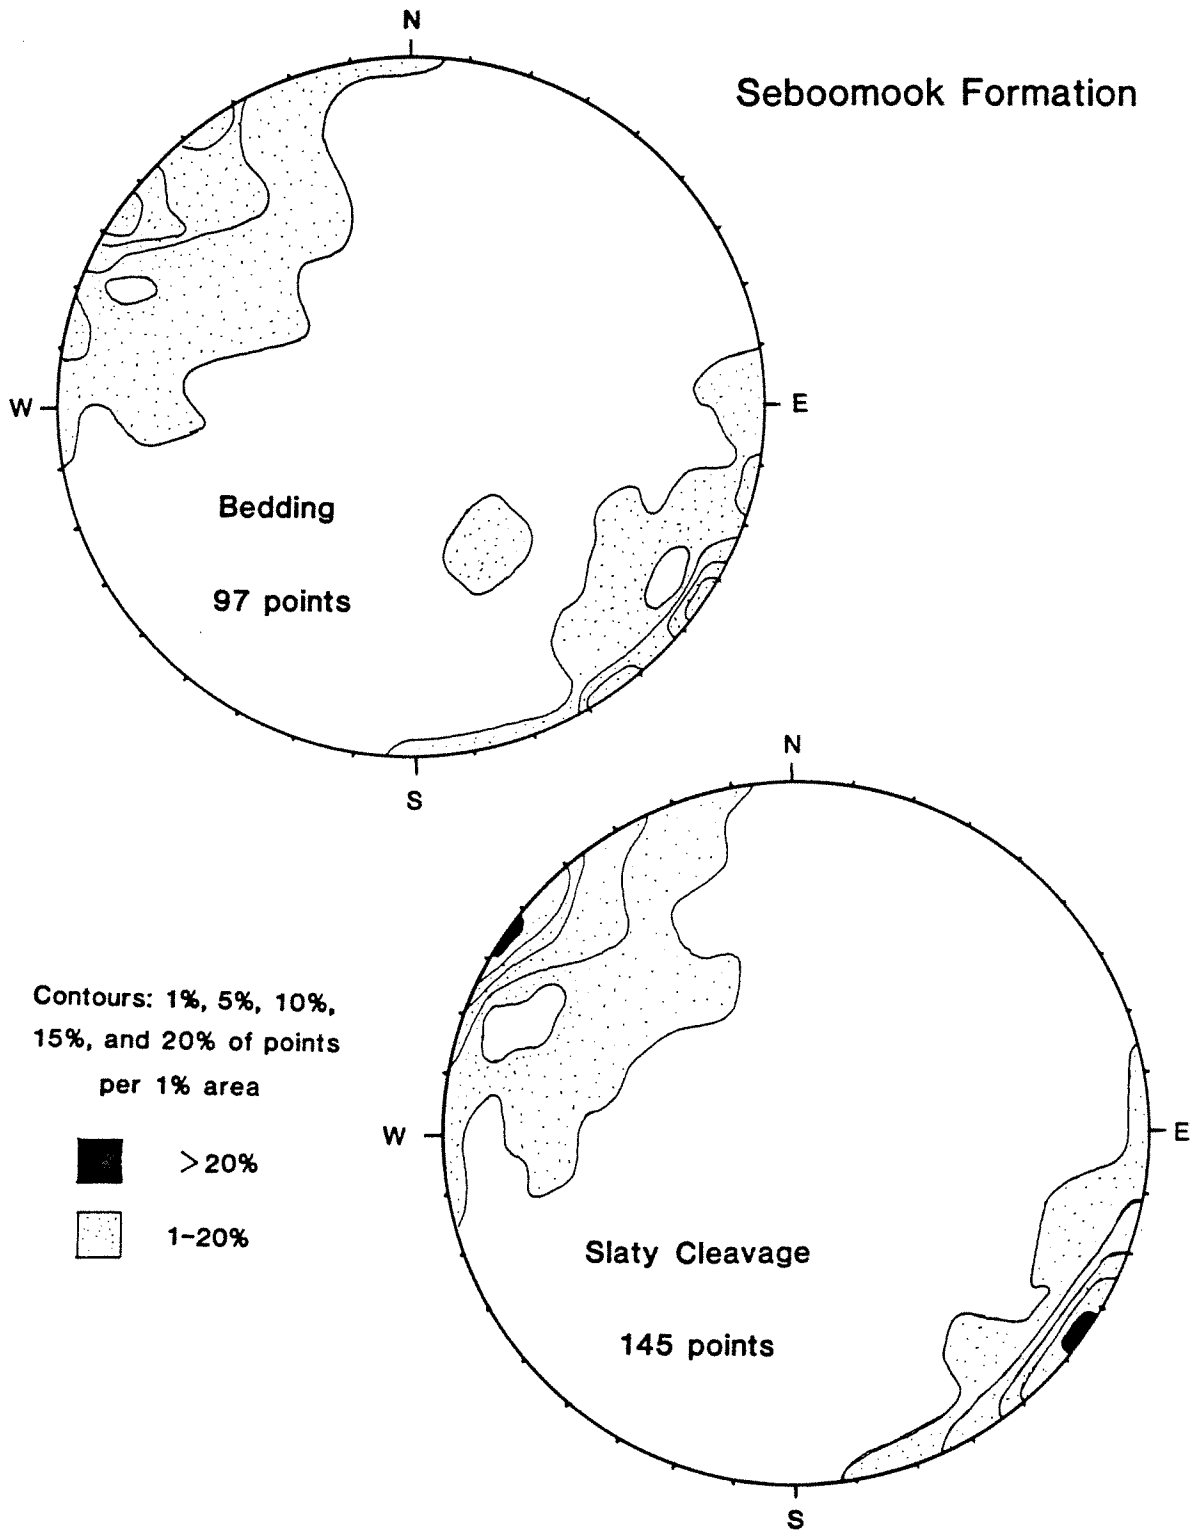 N
Seboomook Formation
W
E
Bedding
97 points
S
N
Contours: 1%, 5%, 10%,
15%, and 20% of points
per 1% area
W
E
>20%
1-20%
Slaty Cleavage
145 points
S